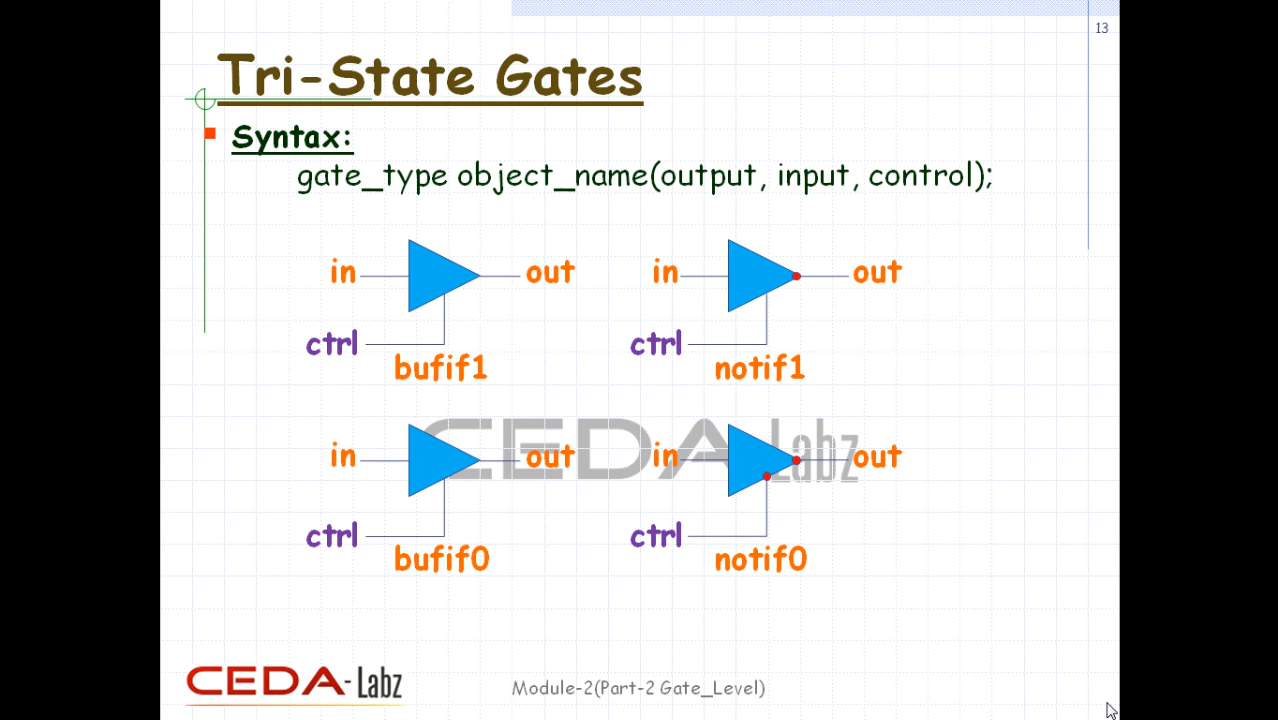 13
Tri-State Gates
Syntax:
gate_type object_name(output, input, control);
in out in out
ctrl ctrl
bufif1 notif1
CEDA Labz
in out in out
ctrl ctrl
bufif0 notif0
CEDA-Labz
Module-2(Part-2 Gate_Level)